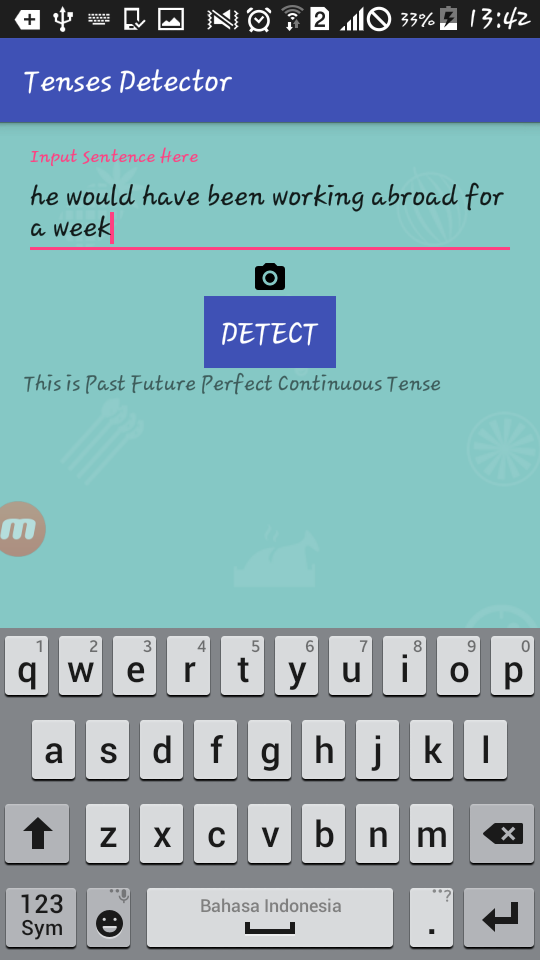 2 33% 13:42
Tenses Detector
Input Sentence Here
he would have been working abroad for
a week
DETECT
This is Past Future Perfect Continuous Tense
m
1 2 3 4 5 6 7 8 9 0
q w e r t y u i o p
a s d f g h j k l
z x c v b n m
123 Bahasa Indonesia ?
Sym .